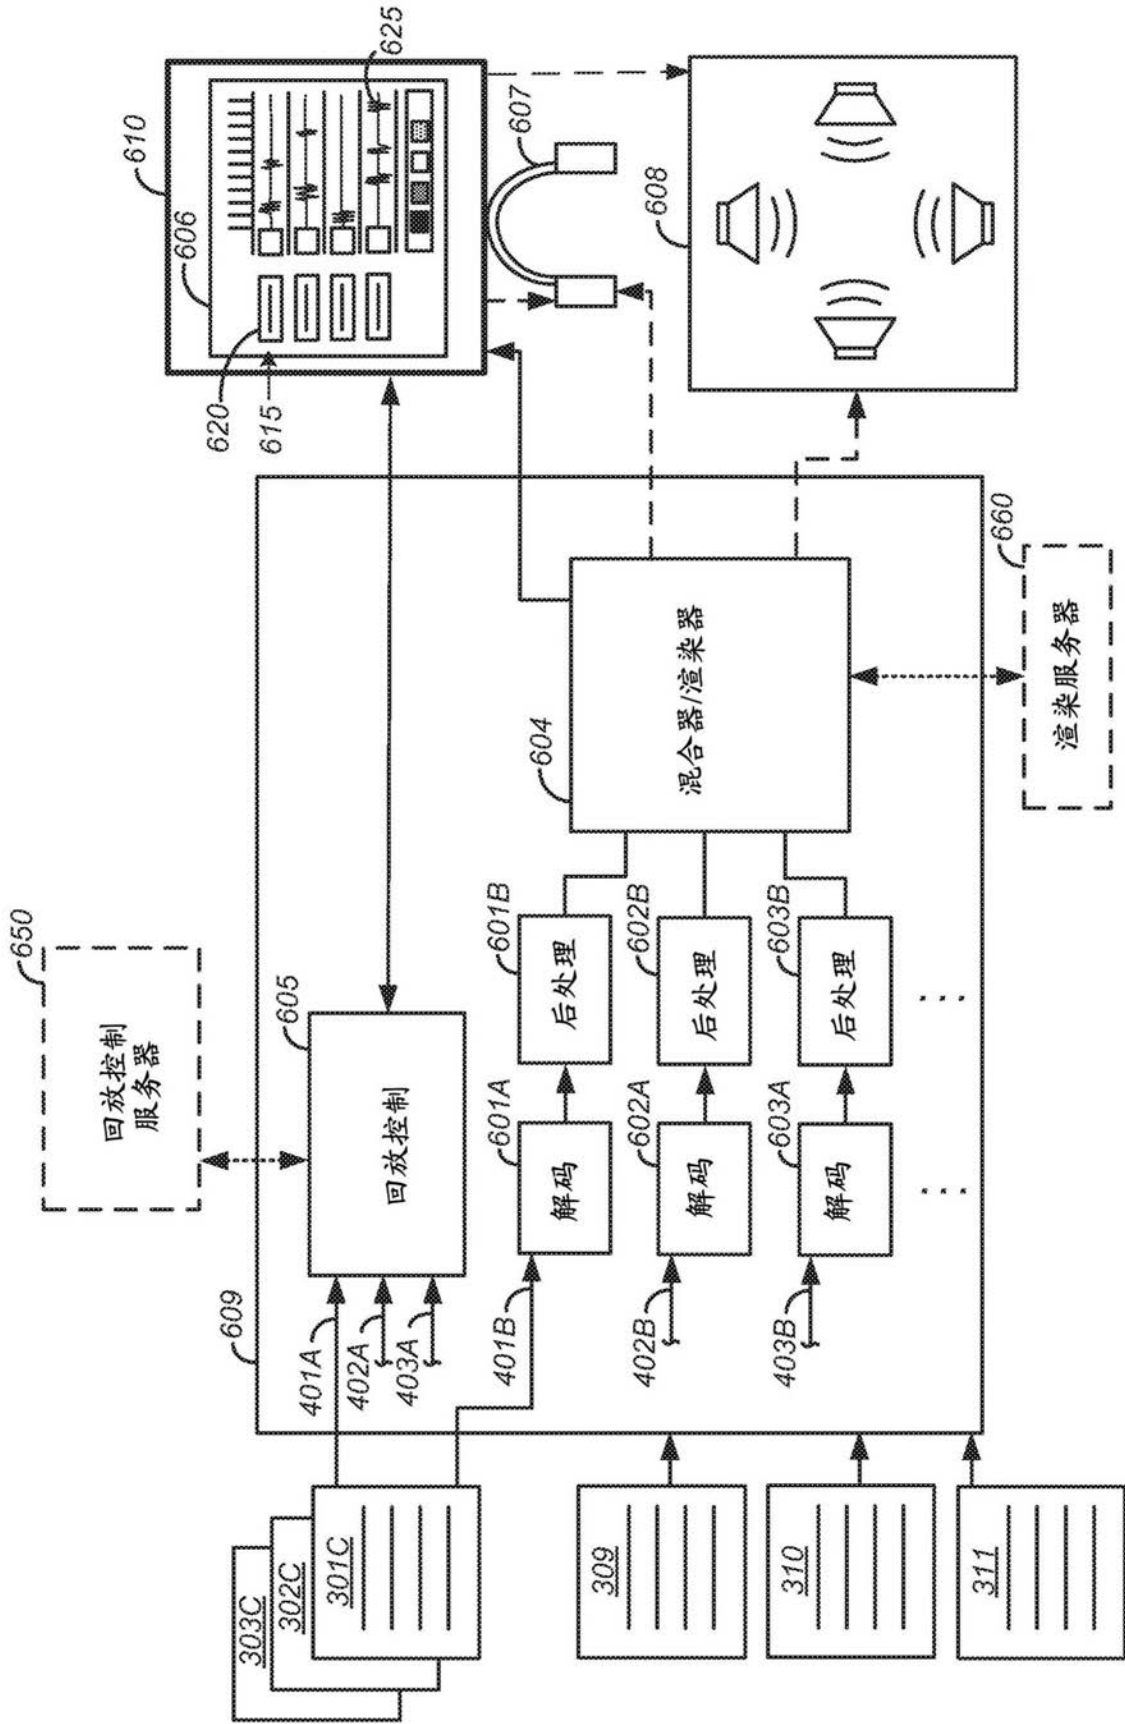 650
回放控制
服务器
609
605
回放控制
401A
402A
403A
303C
302C
301C
401B
601A
解码
601B
后处理
402B
602A
解码
602B
后处理
403B
603A
解码
603B
后处理
...
...
604
混合器/渲染器
660
渲染服务器
309
310
311
610
606
620
615
625
607
608